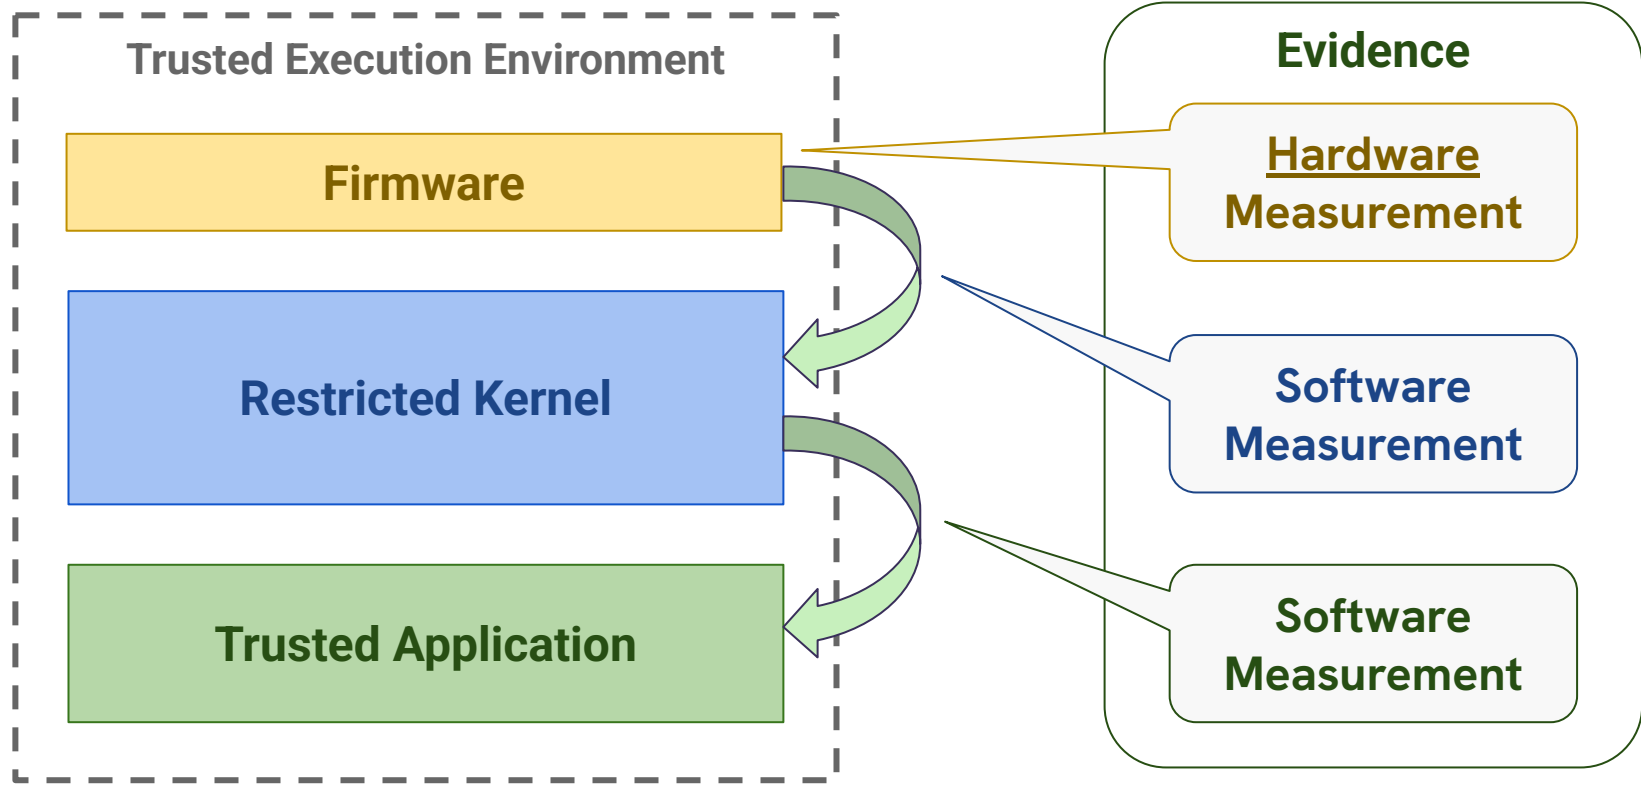 Trusted Execution Environment
Firmware
Restricted Kernel
Trusted Application
Evidence
Hardware
Measurement
Software
Measurement
Software
Measurement